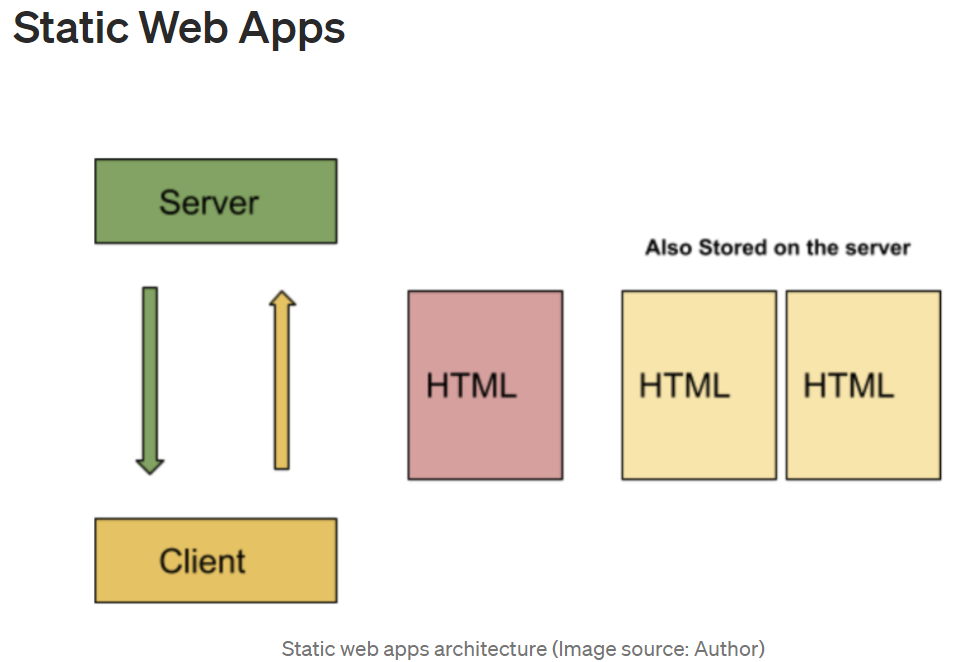 Static Web Apps
Server
Also Stored on the server
HTML
HTML
HTML
Client
Static web apps architecture (Image source: Author)